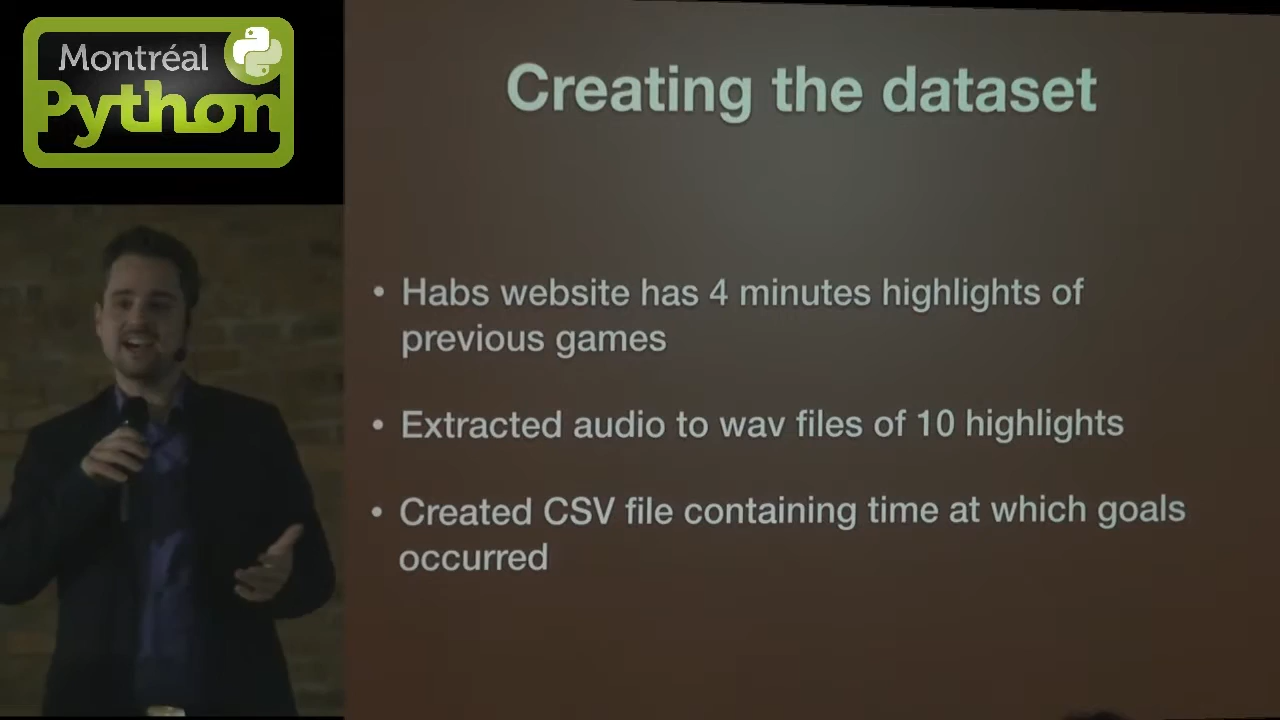 Montréal
Python
Creating the dataset
• Habs website has 4 minutes highlights of
previous games
• Extracted audio to wav files of 10 highlights
• Created CSV file containing time at which goals
occurred